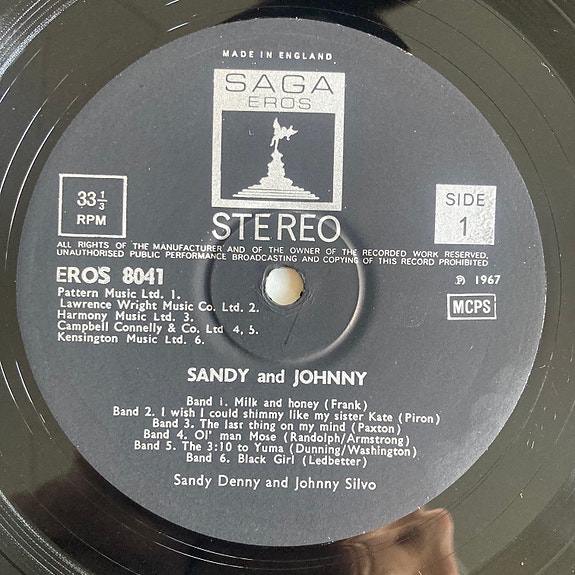 MADE IN ENGLAND
SAGA
EROS
33 1/3
RPM
SIDE
1
STEREO
ALL RIGHTS OF THE MANUFACTURER AND OF THE OWNER OF THE RECORDED WORK RESERVED,
UNAUTHORISED PUBLIC PERFORMANCE BROADCASTING AND COPYING OF THIS RECORD PROHIBITED
EROS 8041
℗ 1967
Pattern Music Ltd. 1.
Lawrence Wright Music Co. Ltd. 2.
Harmony Music Ltd. 3.
Campbell Connelly & Co. Ltd 4, 5.
Kensington Music Ltd. 6.
MCPS
SANDY and JOHNNY
Band 1. Milk and honey (Frank)
Band 2. I wish I could shimmy like my sister Kate (Piron)
Band 3. The last thing on my mind (Paxton)
Band 4. Ol' man Mose (Randolph/Armstrong)
Band 5. The 3:10 to Yuma (Dunning/Washington)
Band 6. Black Girl (Ledbetter)
Sandy Denny and Johnny Silvo